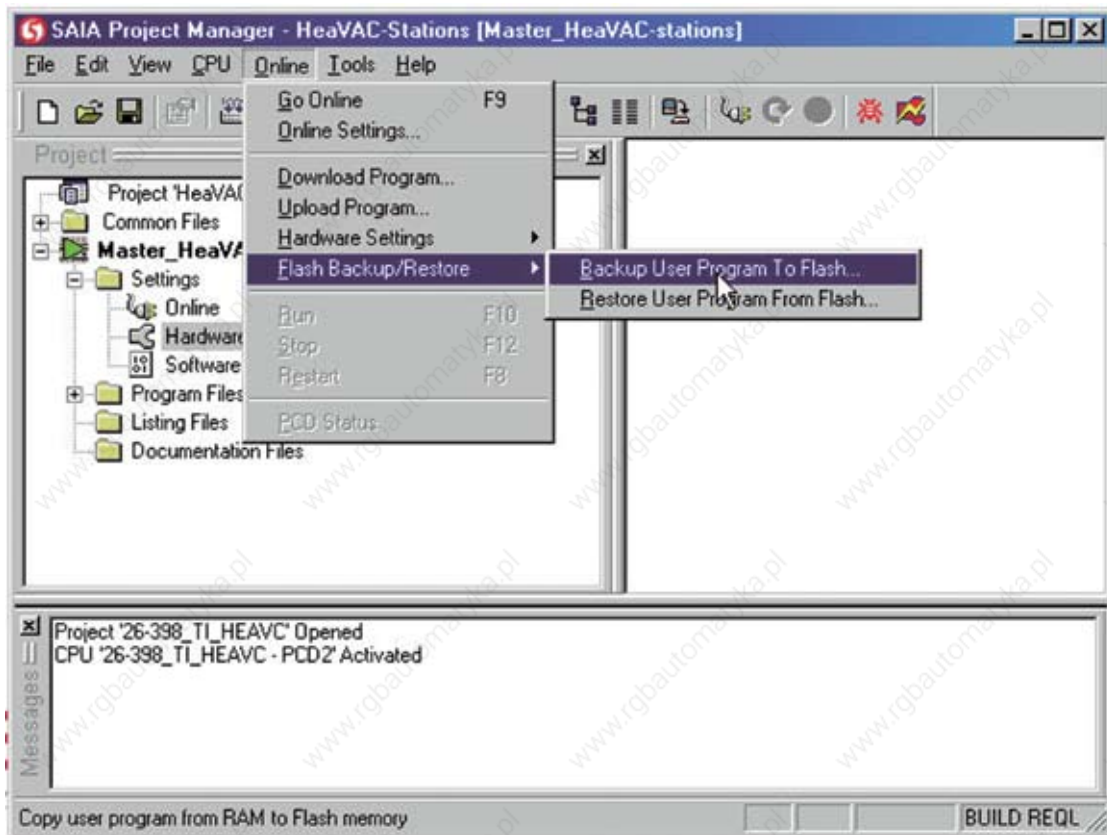 SAIA Project Manager - HeaVAC-Stations [Master_HeaVAC-stations]
File Edit View CPU Online Tools Help
Go Online F9
Online Settings...
Download Program...
Upload Program...
Hardware Settings
Flash Backup/Restore
Backup User Program To Flash...
Restore User Program From Flash...
Run F10
Stop F12
Restart F8
PCD Status
Project
Project 'HeaVA
Common Files
Master_HeaVA
Settings
Online
Hardware
Software
Program Files
Listing Files
Documentation Files
Messages
Project '26-398_TI_HEAVC' Opened
CPU '26-398_TI_HEAVC - PCD2' Activated
Copy user program from RAM to Flash memory
BUILD REQL
www.rgbautomatyka.pl